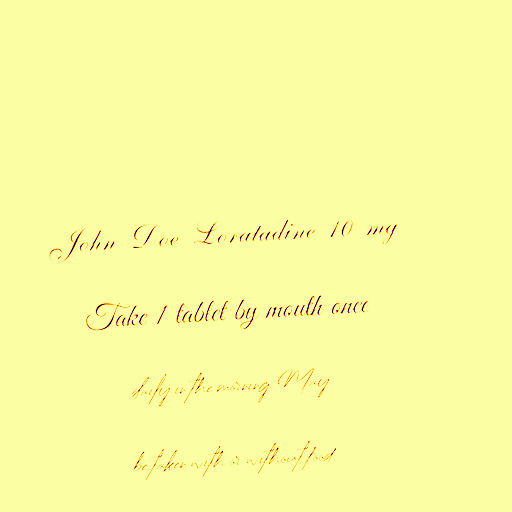 John Doe Loratadine 10 mg
Take 1 tablet by mouth once
daily in the morning May
be taken with or without food